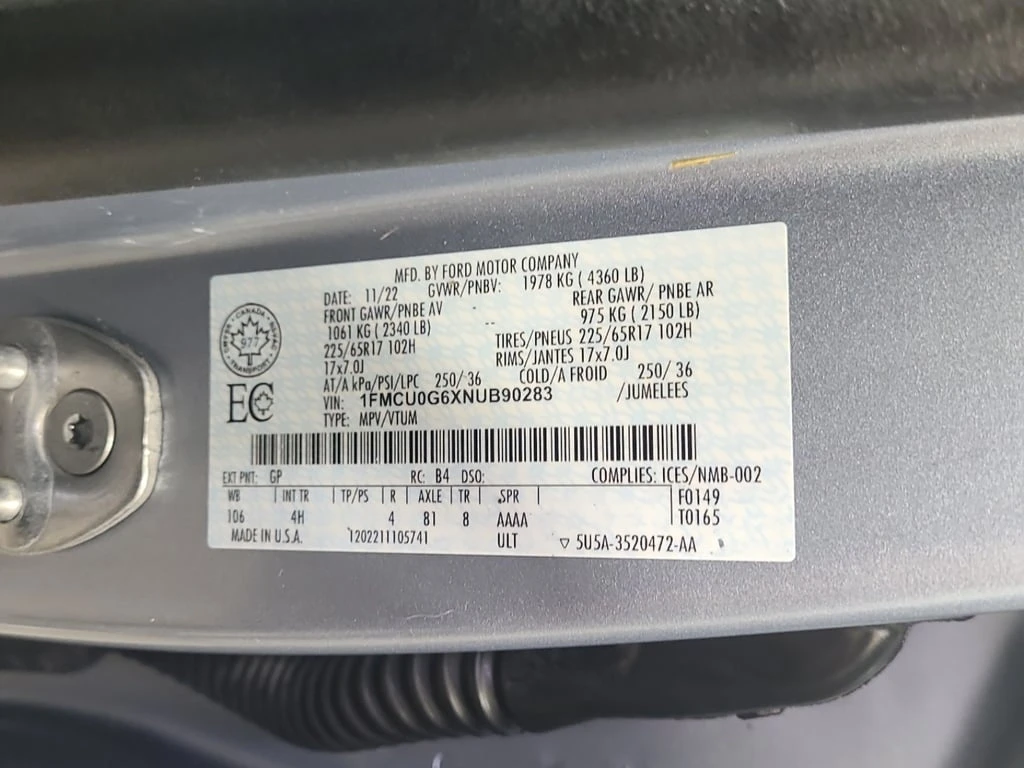 MFD. BY FORD MOTOR COMPANY
DATE: 11/22 GVWR/PNBV: 1978 KG ( 4360 LB)
FRONT GAWR/PNBE AV REAR GAWR/ PNBE AR
1061 KG ( 2340 LB) 975 KG ( 2150 LB)
225/65R17 102H TIRES/PNEUS 225/65R17 102H
17x7.0J RIMS/JANTES 17x7.0J
AT/A kPa/PSI/LPC 250/ 36 COLD/A FROID 250/ 36
VIN: 1FMCU0G6XNUB90283 /JUMELEES
TYPE: MPV/VTUM
CANADA
TRANSPORT
977
EC
EXT PNT: GP RC: B4 DSO: COMPLIES: ICES/NMB-002
WB INT TR TP/PS R AXLE TR SPR F0149
106 4H 4 81 8 AAAA T0165
MADE IN U.S.A. 1202211105741 ULT ▽ 5U5A-3520472-AA